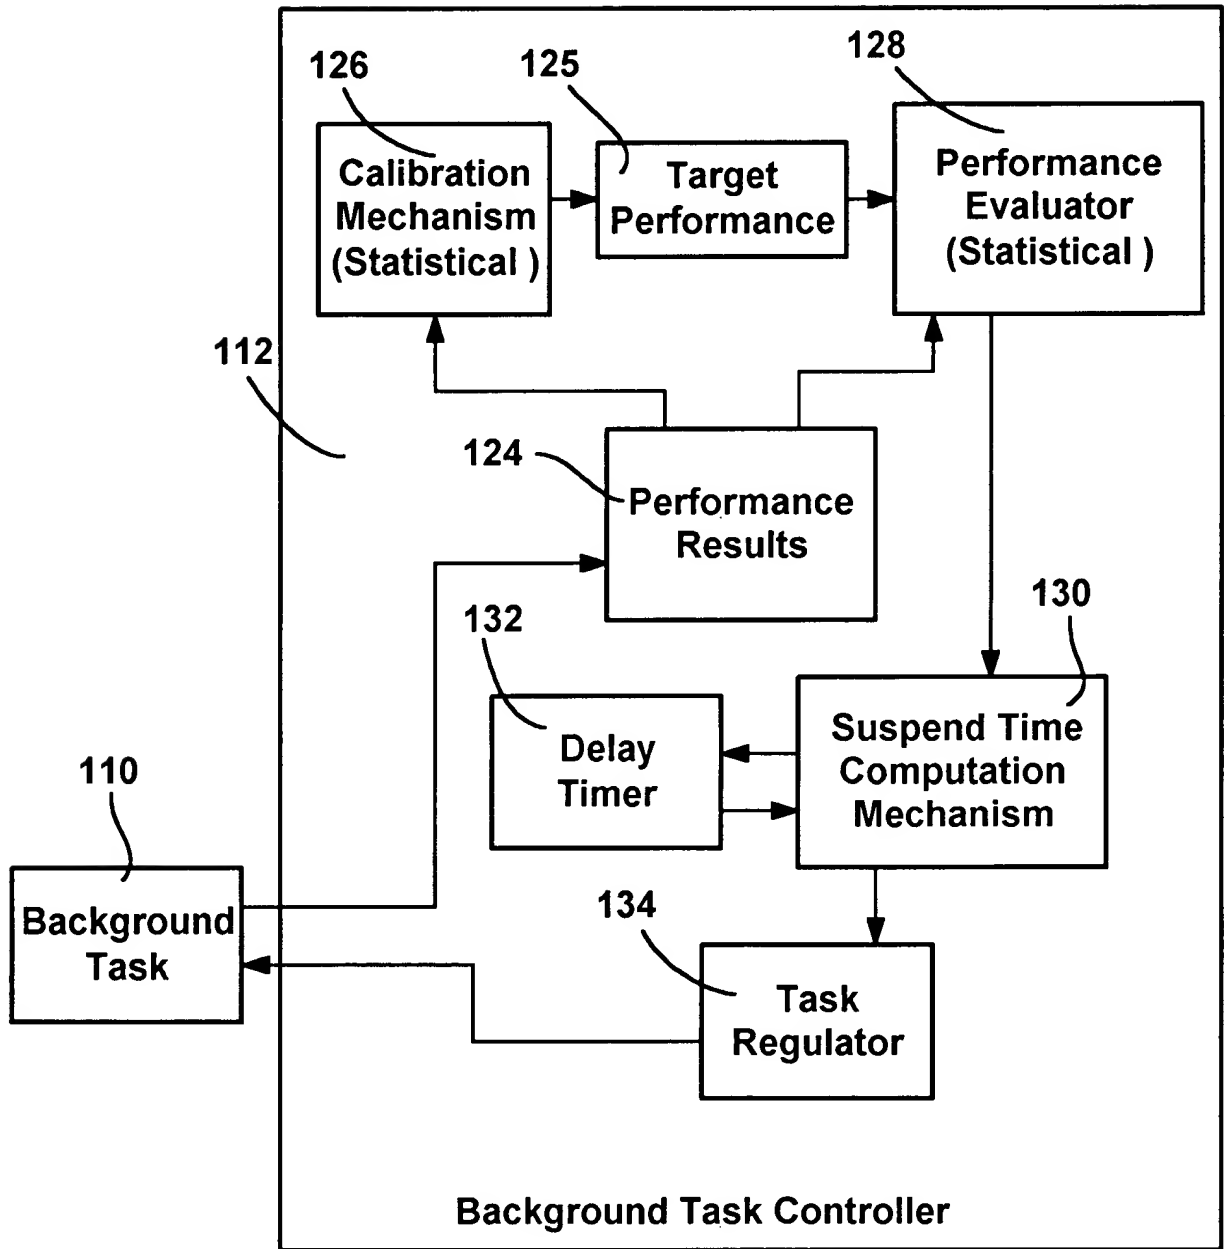 126
125
128
Calibration
Mechanism
(Statistical )
Target
Performance
Performance
Evaluator
(Statistical )
112
124
Performance
Results
130
132
Delay
Timer
Suspend Time
Computation
Mechanism
110
Background
Task
134
Task
Regulator
Background Task Controller